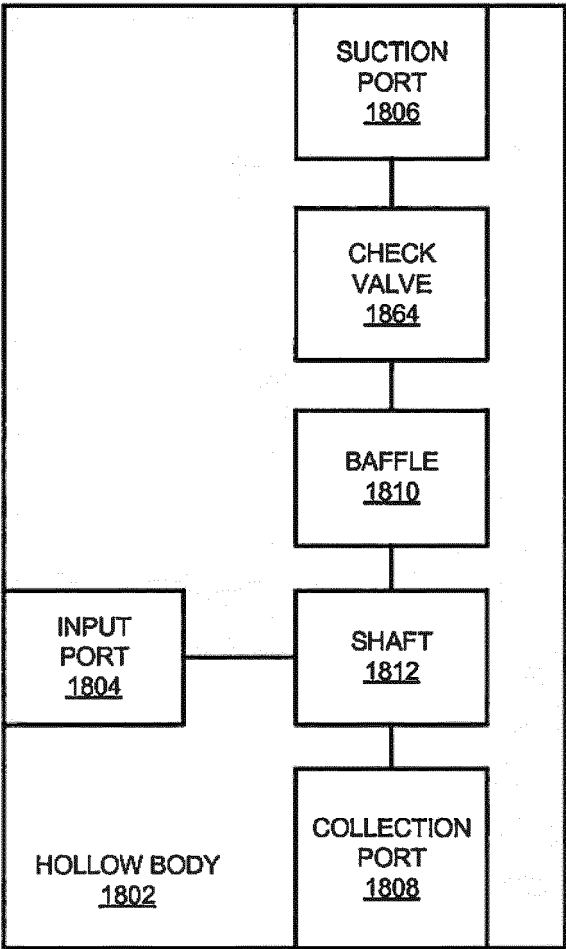 SUCTION
PORT
1806
CHECK
VALVE
1864
BAFFLE
1810
INPUT
PORT
1804
SHAFT
1812
HOLLOW BODY
1802
COLLECTION
PORT
1808